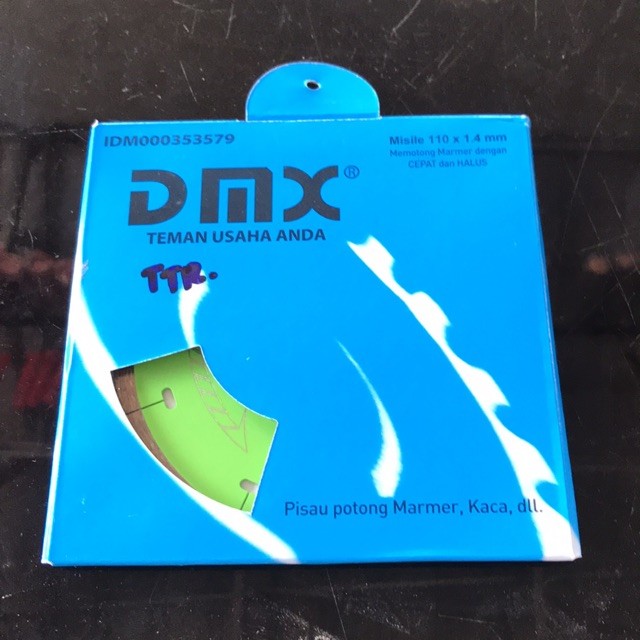 IDM000353579
Misile 110 x 1.4 mm
Memotong Marmer dengan
CEPAT dan HALUS
DMX®
TEMAN USAHA ANDA
TTR.
Pisau potong Marmer, Kaca, dll.